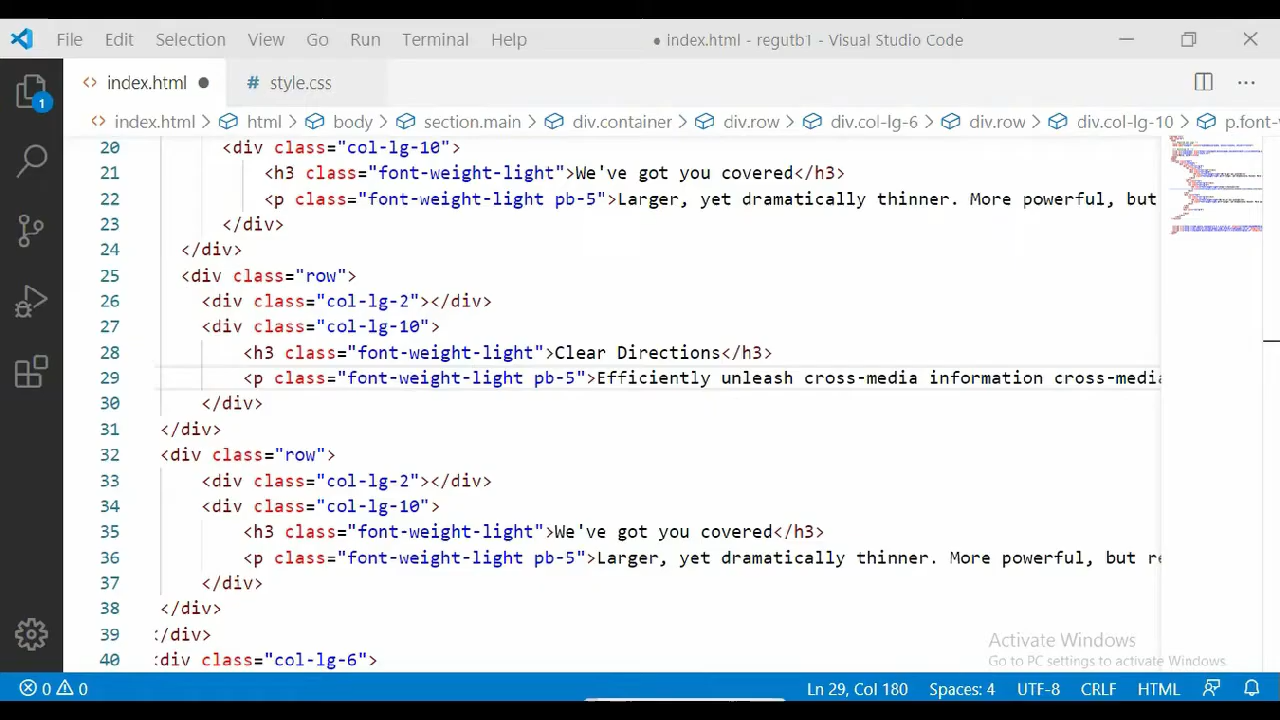 File Edit Selection View Go Run Terminal Help ● index.html - regutb1 - Visual Studio Code
<> index.html ● # style.css ...
1
<> index.html > html > body > section.main > div.container > div.row > div.col-lg-6 > div.row > div.col-lg-10 > p.font-w
20 <div class="col-lg-10">
21 <h3 class="font-weight-light">We've got you covered</h3>
22 <p class="font-weight-light pb-5">Larger, yet dramatically thinner. More powerful, but
23 </div>
24 </div>
25 <div class="row">
26 <div class="col-lg-2"></div>
27 <div class="col-lg-10">
28 <h3 class="font-weight-light">Clear Directions</h3>
29 <p class="font-weight-light pb-5">Efficiently unleash cross-media information cross-media
30 </div>
31 </div>
32 <div class="row">
33 <div class="col-lg-2"></div>
34 <div class="col-lg-10">
35 <h3 class="font-weight-light">We've got you covered</h3>
36 <p class="font-weight-light pb-5">Larger, yet dramatically thinner. More powerful, but re
37 </div>
38 </div>
39 </div>
40 div class="col-lg-6">
Activate Windows
Go to PC settings to activate Windows.
0 0 Ln 29, Col 180 Spaces: 4 UTF-8 CRLF HTML